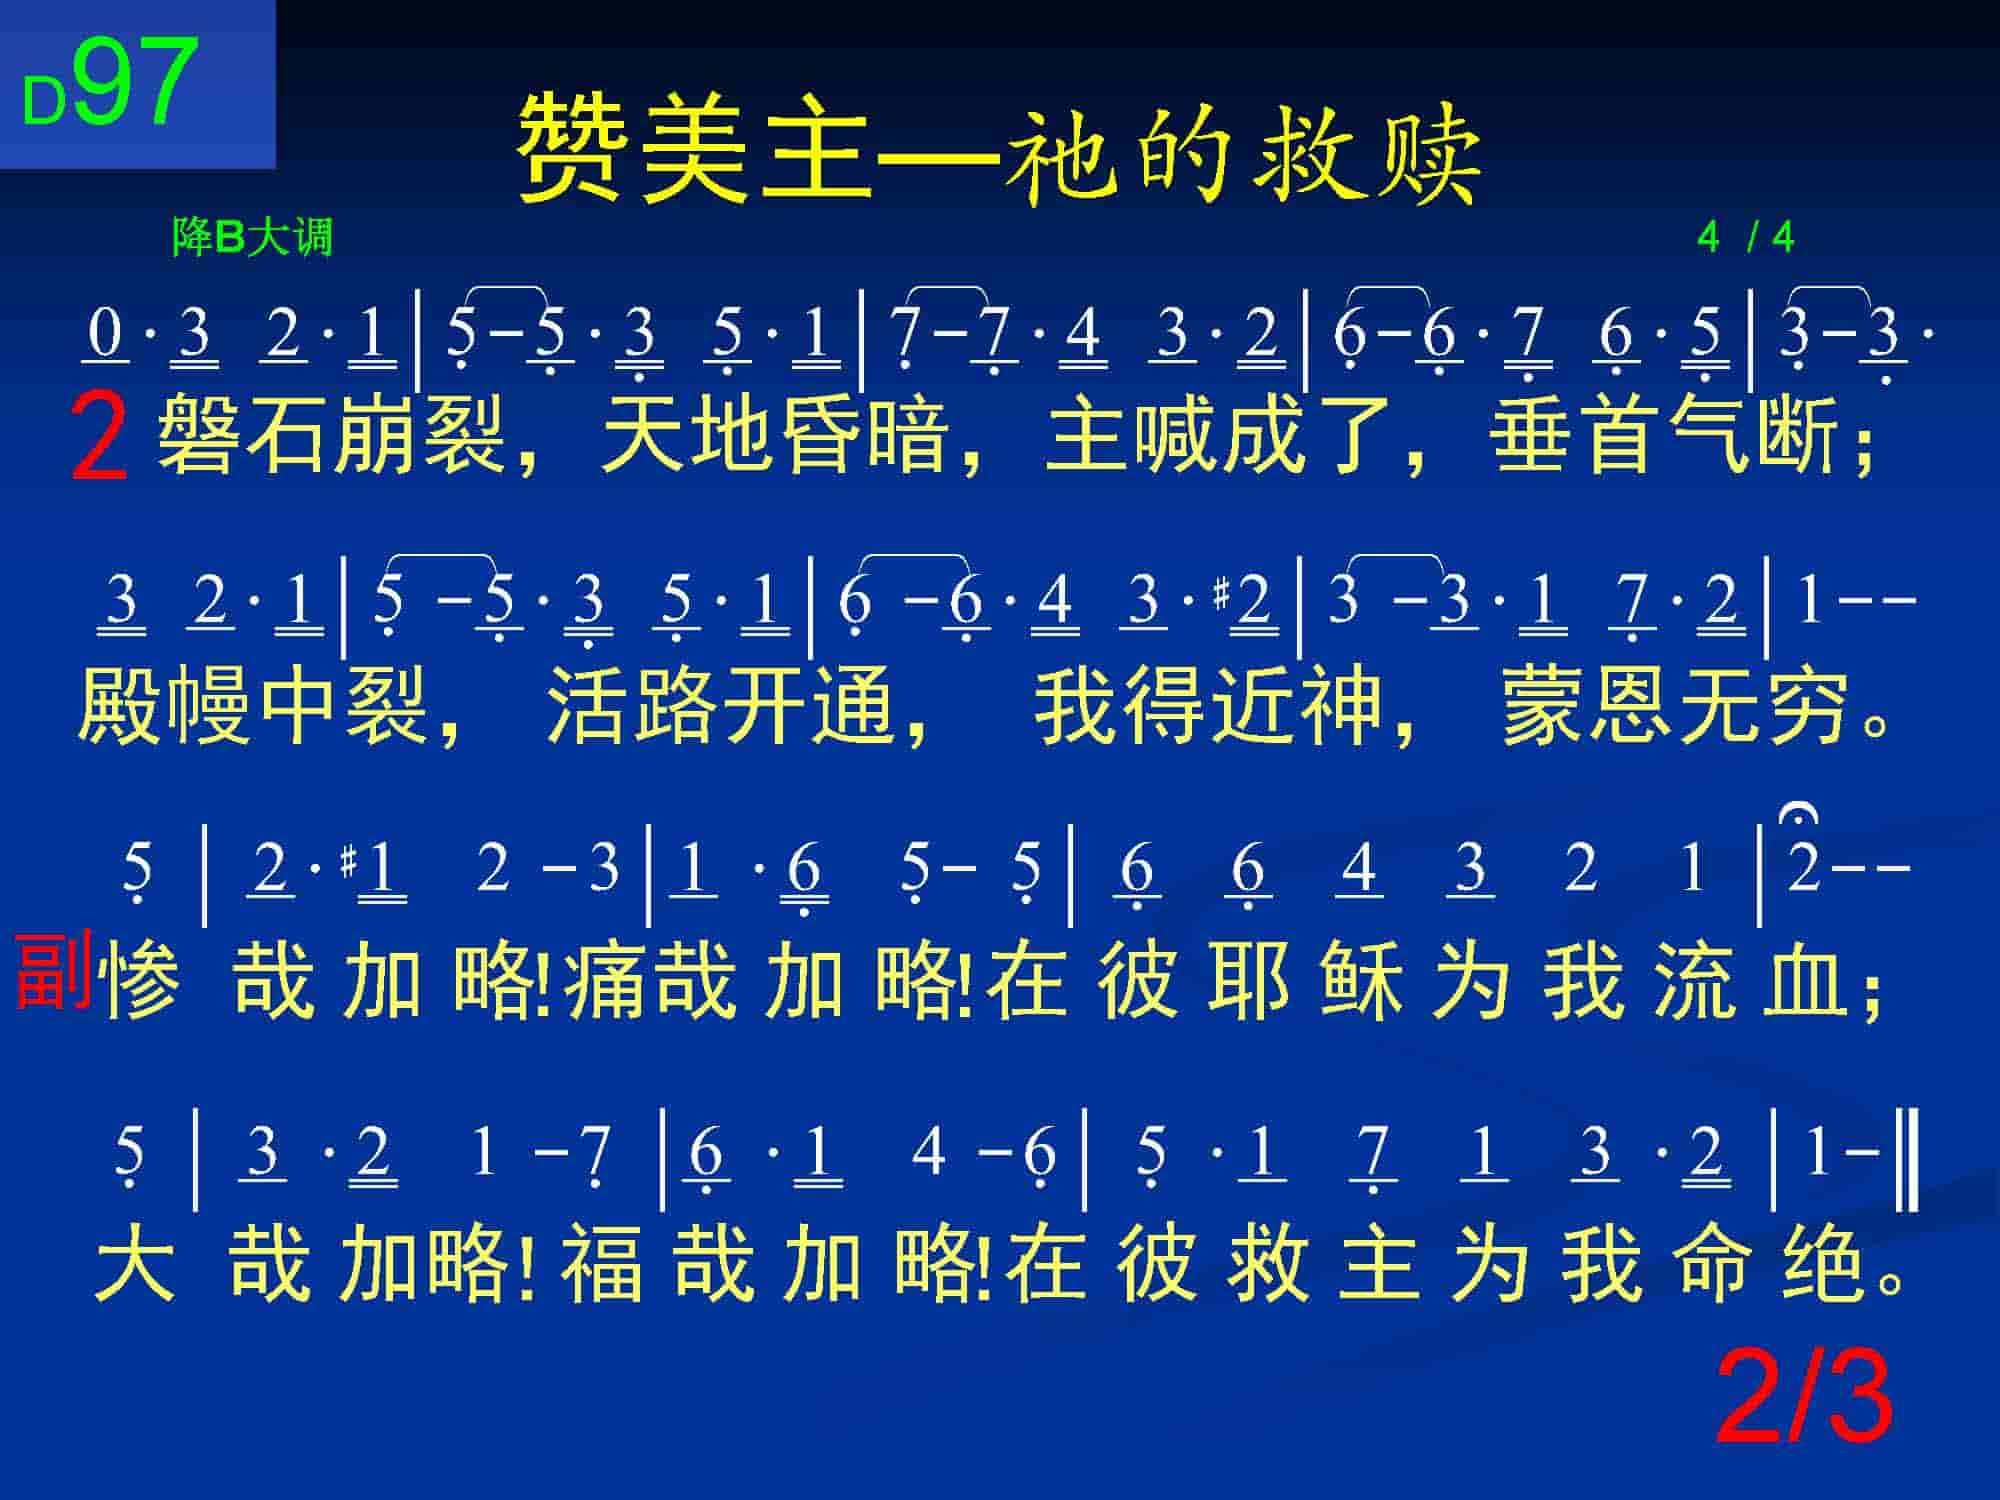 D97
赞美主—祂的救赎
降B大调 4 / 4
0·3 2·1|5-5·3 5·1|7-7·4 3·2|6-6·7 6·5|3-3·
2 磐石崩裂，天地昏暗，主喊成了，垂首气断；
3 2·1|5-5·3 5·1|6-6·4 3·#2|3-3·1 7·2|1--
殿幔中裂，活路开通，我得近神，蒙恩无穷。
5|2·#1 2-3|1·6 5-5|6 6 4 3 2 1|2--
副惨哉加略!痛哉加略!在彼耶稣为我流血；
5|3·2 1-7|6·1 4-6|5·1 7 1 3·2|1-‖
大哉加略!福哉加略!在彼救主为我命绝。
2/3